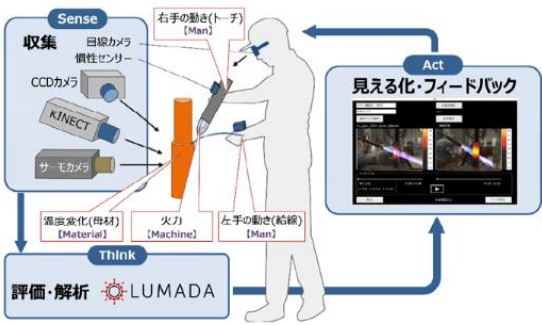 Sense
収集
右手の動き(トーチ)
【Man】
目線カメラ
慣性センサー
CCDカメラ
KINECT
サーモカメラ
温度変化(母材)
【Material】
火力
【Machine】
左手の動き(給線)
【Man】
Think
評価・解析
LUMADA
Act
見える化・フィードバック